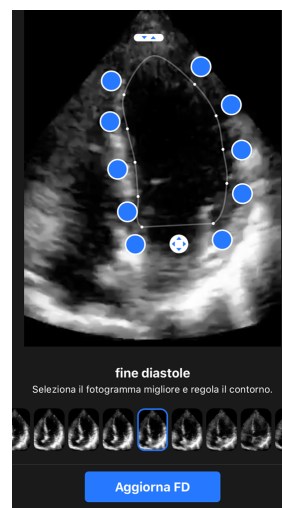 fine diastole
Seleziona il fotogramma migliore e regola il contorno.
Aggiorna FD